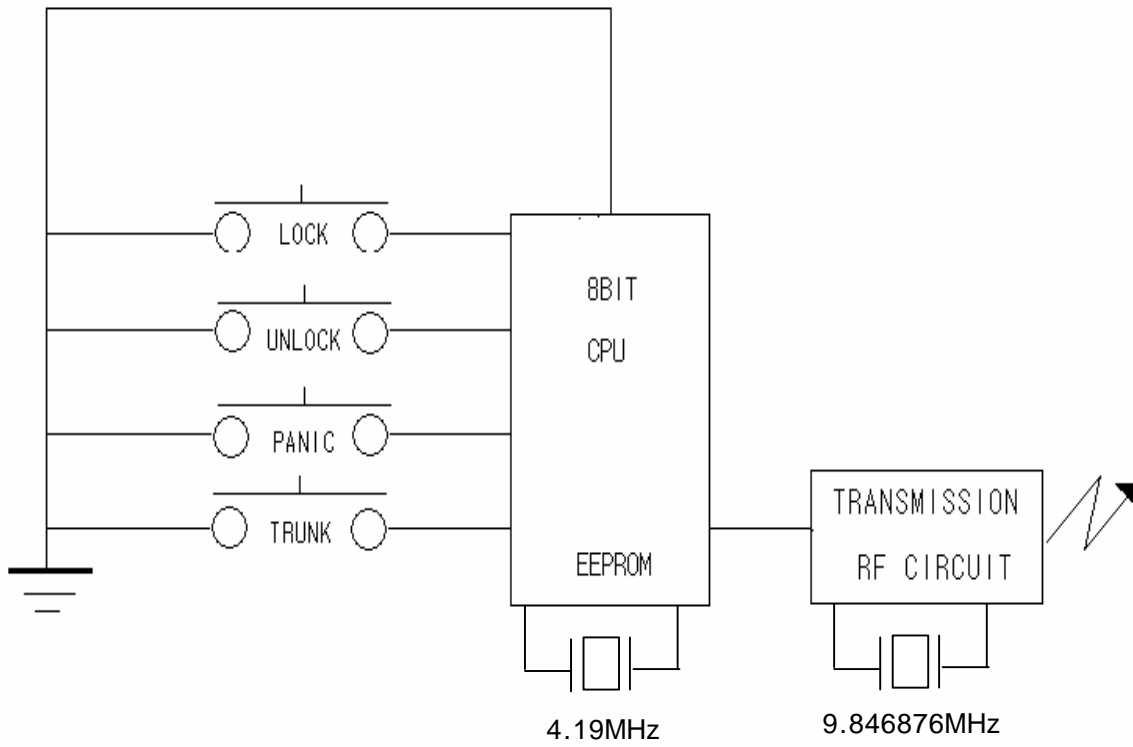 LOCK
8BIT
UNLOCK
CPU
PANIC
TRANSMISSION
TRUNK
EEPROM
RF CIRCUIT
4.19MHz
9.846876MHz